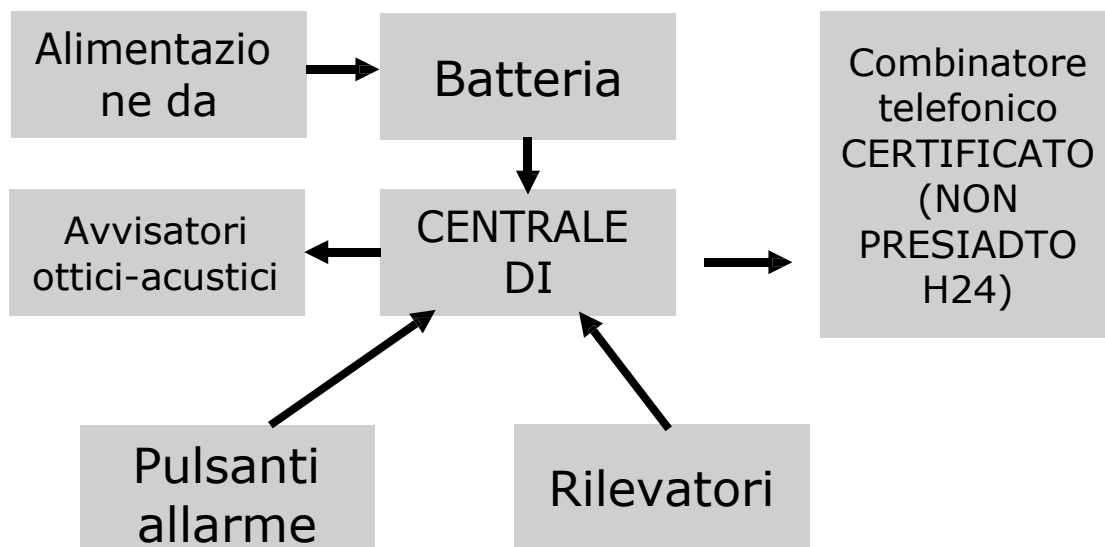 Alimentazio
ne da
Batteria
Combinatore
telefonico
CERTIFICATO
(NON
PRESIADTO
H24)
Avvisatori
ottici-acustici
CENTRALE
DI
Pulsanti
allarme
Rilevatori